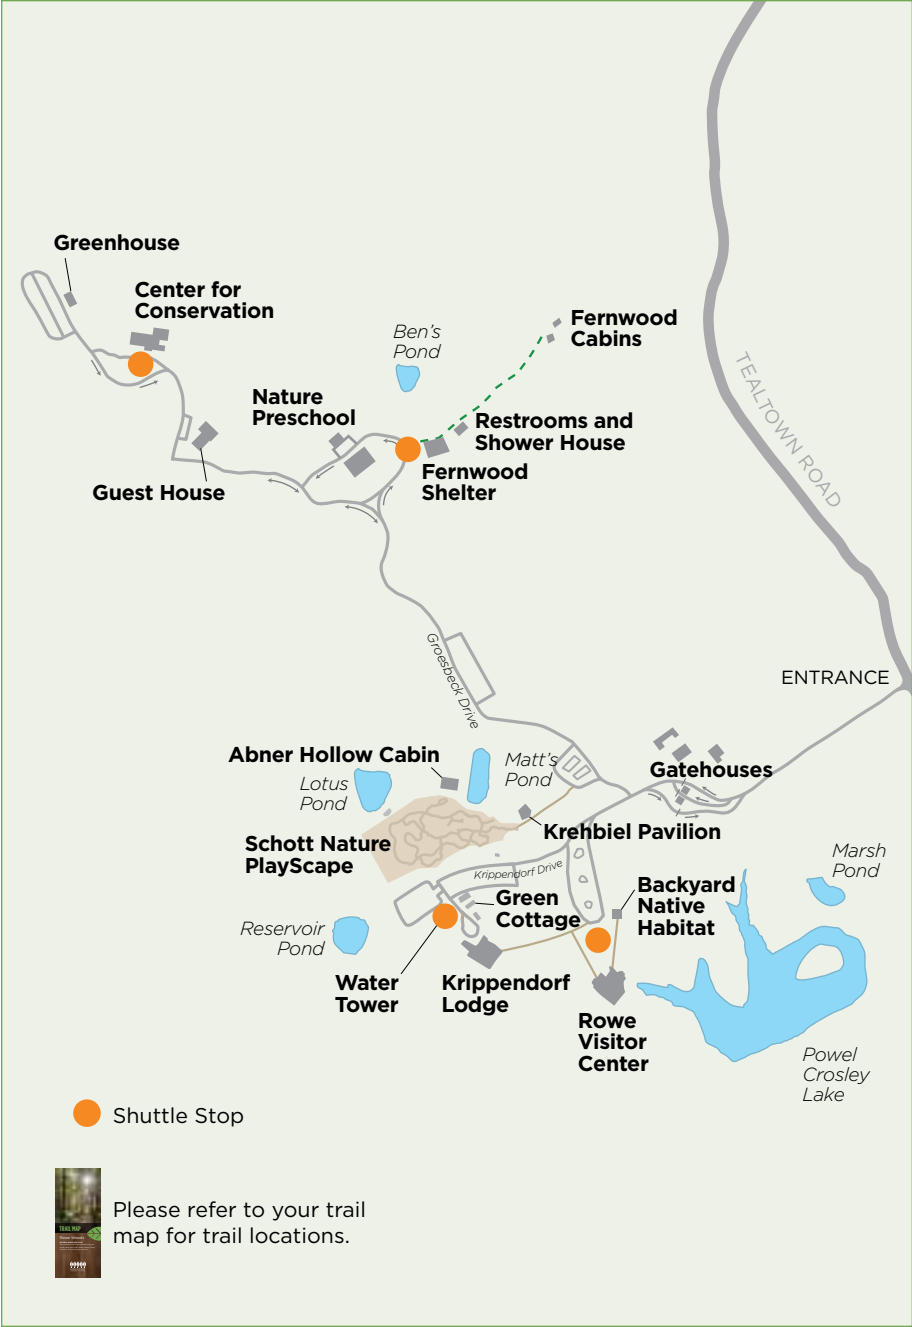 Greenhouse
Center for
Conservation
Ben's
Pond
Fernwood
Cabins
TEALTOWN ROAD
Nature
Preschool
Restrooms and
Shower House
Fernwood
Shelter
Guest House
Groesbeck Drive
ENTRANCE
Abner Hollow Cabin
Lotus
Pond
Matt's
Pond
Gatehouses
Krehbiel Pavilion
Schott Nature
PlayScape
Krippendorf Drive
Marsh
Pond
Green
Cottage
Backyard
Native
Habitat
Reservoir
Pond
Water
Tower
Krippendorf
Lodge
Rowe
Visitor
Center
Powel
Crosley
Lake
Shuttle Stop
TRAIL MAP
Please refer to your trail
map for trail locations.